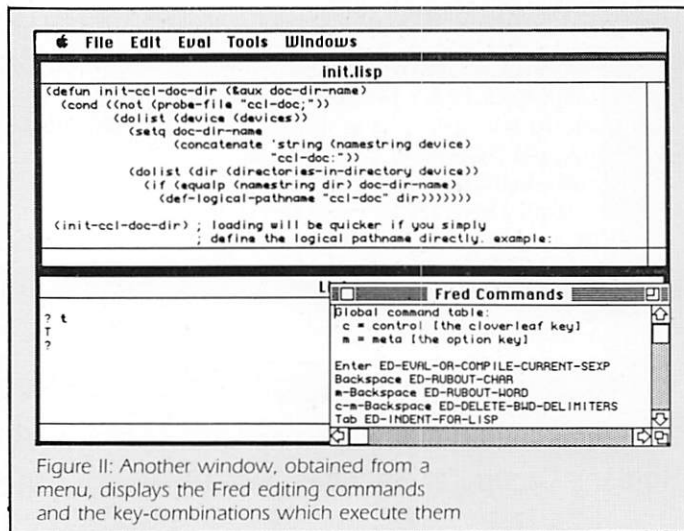 File Edit Eval Tools Windows
init.lisp
(defun init-ccl-doc-dir (&aux doc-dir-name)
(cond ((not (probe-file "ccl-doc;"))
(dolist (device (devices))
(setq doc-dir-name
(concatenate 'string (namestring device)
"ccl-doc:"))
(dolist (dir (directories-in-directory device))
(if (equalp (namestring dir) doc-dir-name)
(def-logical-pathname "ccl-doc" dir)))))))
(init-ccl-doc-dir) ; loading will be quicker if you simply
; define the logical pathname directly. example:
? t
T
?
Fred Commands
Global command table:
c = control [the cloverleaf key]
m = meta [the option key]
Enter ED-EVAL-OR-COMPILE-CURRENT-SEXP
Backspace ED-RUBOUT-CHAR
m-Backspace ED-RUBOUT-WORD
c-m-Backspace ED-DELETE-BWD-DELIMITERS
Tab ED-INDENT-FOR-LISP
Figure II: Another window, obtained from a
menu, displays the Fred editing commands
and the key-combinations which execute them